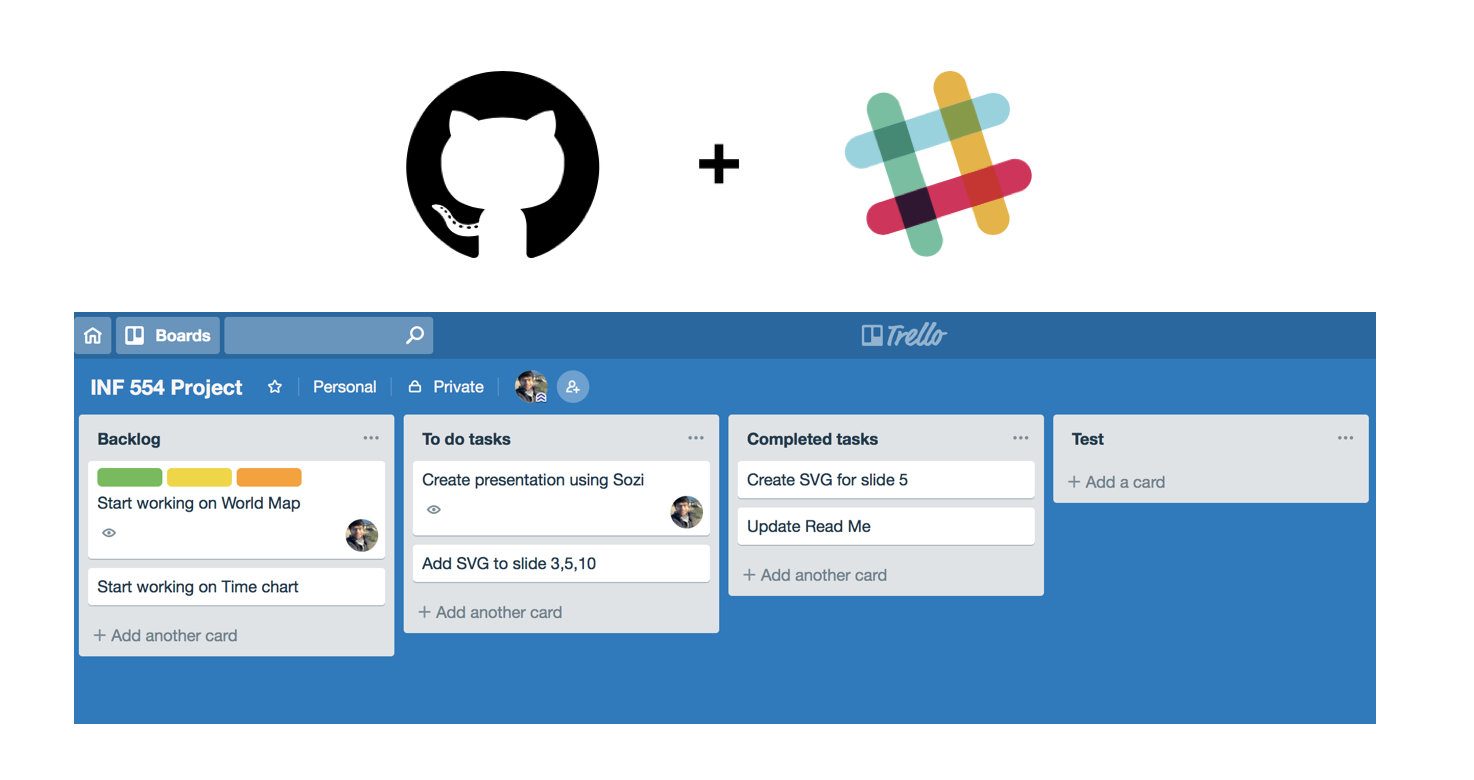 +
Boards
Trello
INF 554 Project
Personal
Private
Backlog
Start working on World Map
Start working on Time chart
+ Add another card
To do tasks
Create presentation using Sozi
Add SVG to slide 3,5,10
+ Add another card
Completed tasks
Create SVG for slide 5
Update Read Me
+ Add another card
Test
+ Add a card